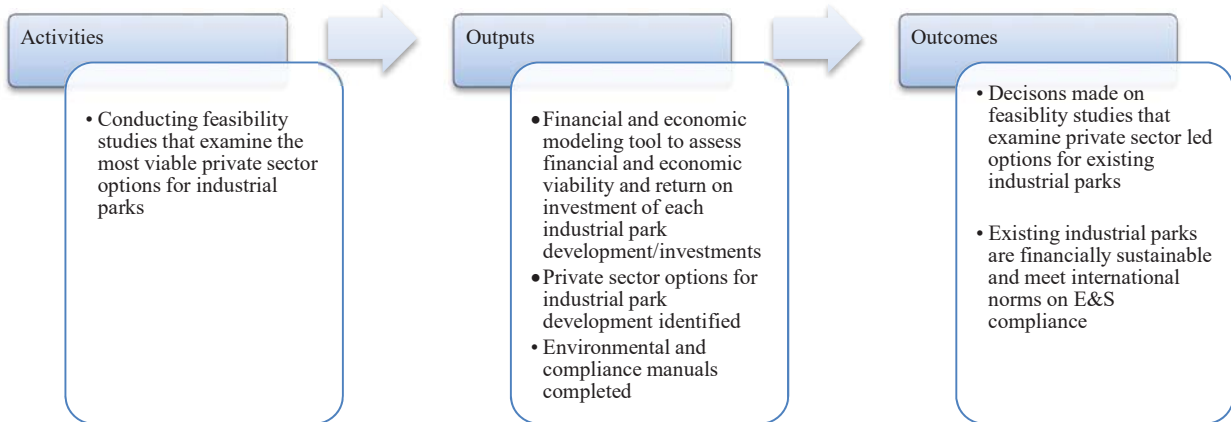 Activities
• Conducting feasibility
studies that examine the
most viable private sector
options for industrial
parks
Outputs
•Financial and economic
modeling tool to assess
financial and economic
viability and return on
investment of each
industrial park
development/investments
•Private sector options for
industrial park
development identified
• Environmental and
compliance manuals
completed
Outcomes
• Decisons made on
feasiblity studies that
examine private sector led
options for existing
industrial parks
• Existing industrial parks
are financially sustainable
and meet international
norms on E&S
compliance